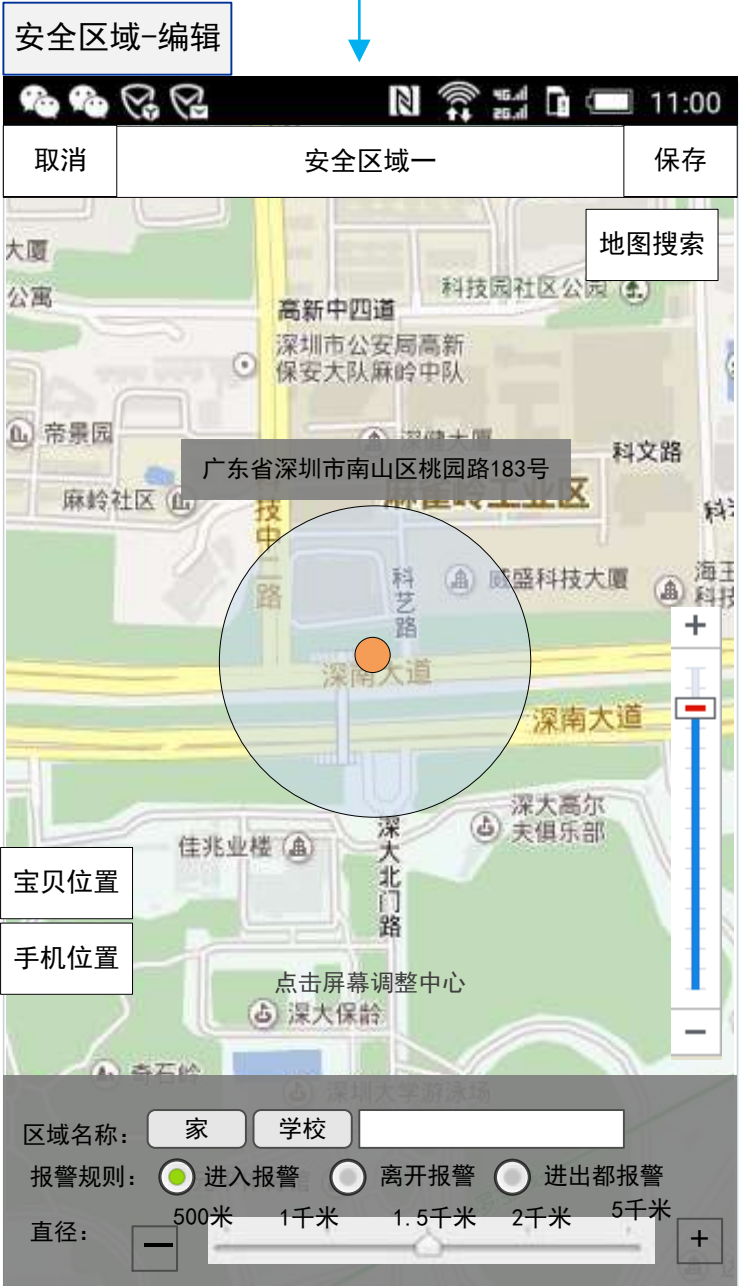 安全区域-编辑
4G
2G
11:00
取消
安全区域一
保存
地图搜索
大厦
公寓
科技园社区公园
高新中四道
深圳市公安局高新
保安大队麻岭中队
帝景园
深健大厦
科文路
广东省深圳市南山区桃园路183号
麻岭社区
麻雀岭工业区
科技中二路
科艺路
威盛科技大厦
海王
科技
+
深南大道
深南大道
深大高尔
夫俱乐部
佳兆业楼
深大北门路
宝贝位置
手机位置
点击屏幕调整中心
深大保龄
−
奇石岭
深圳大学游泳场
区域名称：
家
学校
报警规则：
进入报警
离开报警
进出都报警
直径：
500米
1千米
1.5千米
2千米
5千米
—
+